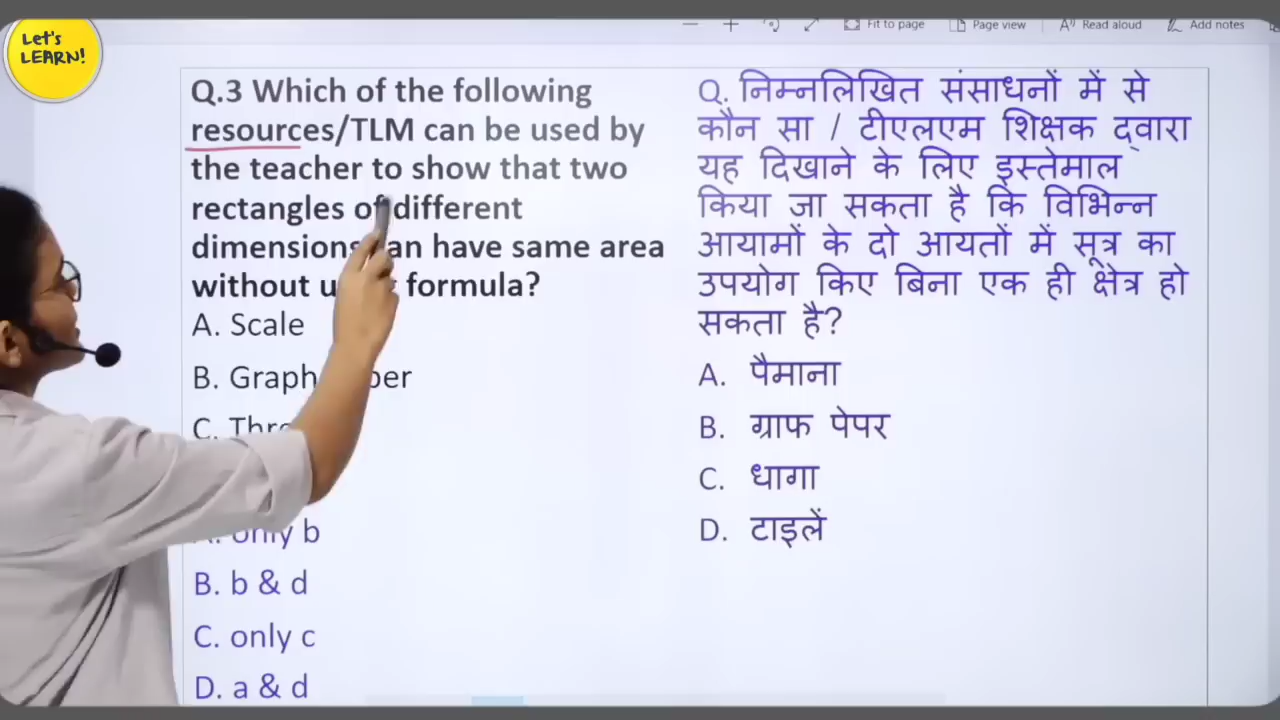 Let's
LEARN!
Fit to page
Page view
Read aloud
Add notes
Q.3 Which of the following
resources/TLM can be used by
the teacher to show that two
rectangles of different
dimensions can have same area
without formula?
A. Scale
B. Graph
C.
only b
B. b & d
C. only c
D. a & d
Q. निम्नलिखित संसाधनों में से
कौन सा / टीएलएम शिक्षक द्वारा
यह दिखाने के लिए इस्तेमाल
किया जा सकता है कि विभिन्न
आयामों के दो आयतों में सूत्र का
उपयोग किए बिना एक ही क्षेत्र हो
सकता है?
A. पैमाना
B. ग्राफ पेपर
C. धागा
D. टाइलें